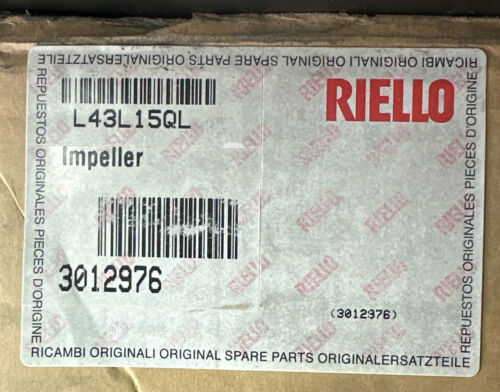 RICAMBI ORIGINALI ORIGINAL SPARE PARTS ORIGINALERSATZTEILE
REPUESTOS ORIGINALES PIECES D'ORIGINE
L43L15QL
RIELLO
Impeller
3012976
(3012976)
REPUESTOS ORIGINALES PIECES D'ORIGINE
RICAMBI ORIGINALI ORIGINAL SPARE PARTS ORIGINALERSATZTEILE